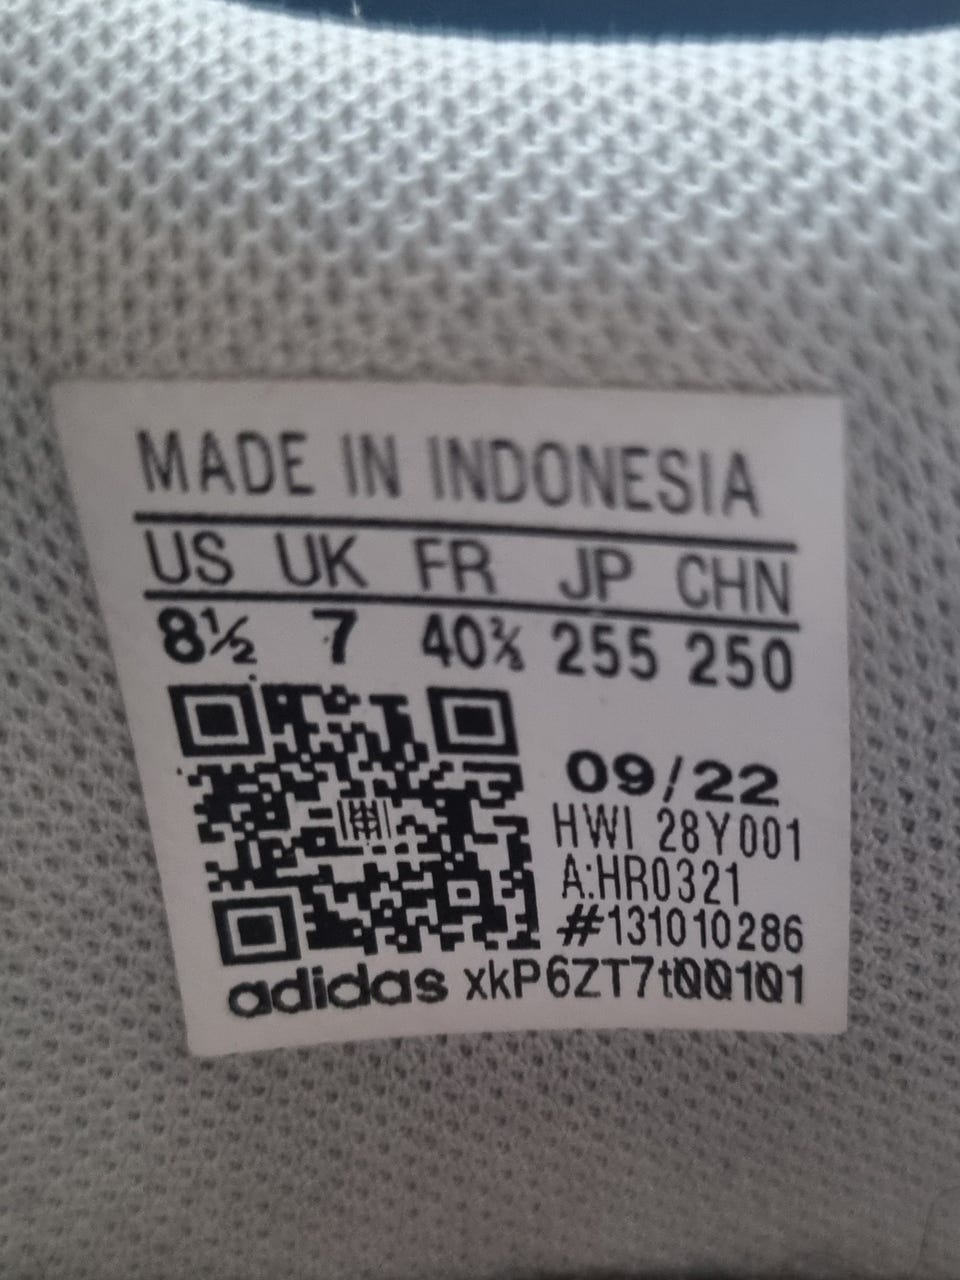 MADE IN INDONESIA
US UK FR JP CHN
8½ 7 40⅔ 255 250
09/22
HWI 28Y001
A:HR0321
#131010286
adidas xkP6ZT7t00101